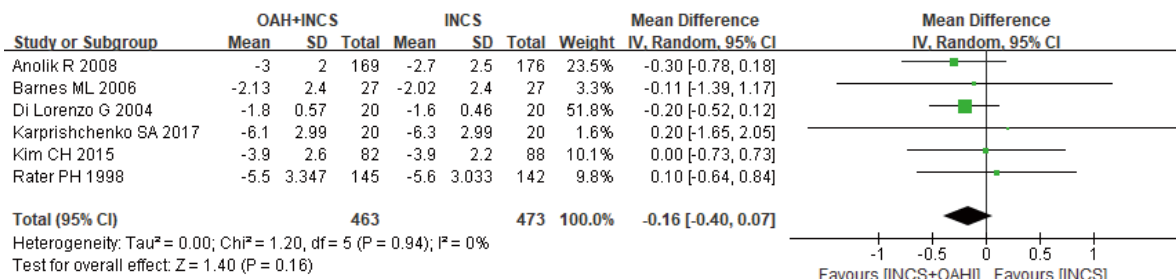 OAH+INCS INCS Mean Difference Mean Difference
Study or Subgroup Mean SD Total Mean SD Total Weight IV, Random, 95% CI IV, Random, 95% CI
Anolik R 2008 -3 2 169 -2.7 2.5 176 23.5% -0.30 [-0.78, 0.18]
Barnes ML 2006 -2.13 2.4 27 -2.02 2.4 27 3.3% -0.11 [-1.39, 1.17]
Di Lorenzo G 2004 -1.8 0.57 20 -1.6 0.46 20 51.8% -0.20 [-0.52, 0.12]
Karprishchenko SA 2017 -6.1 2.99 20 -6.3 2.99 20 1.6% 0.20 [-1.65, 2.05]
Kim CH 2015 -3.9 2.6 82 -3.9 2.2 88 10.1% 0.00 [-0.73, 0.73]
Rater PH 1998 -5.5 3.347 145 -5.6 3.033 142 9.8% 0.10 [-0.64, 0.84]
Total (95% CI) 463 473 100.0% -0.16 [-0.40, 0.07]
Heterogeneity: Tau² = 0.00; Chi² = 1.20, df = 5 (P = 0.94); I² = 0%
Test for overall effect: Z = 1.40 (P = 0.16)
-1 -0.5 0 0.5 1
Favours [INCS+OAH] Favours [INCS]